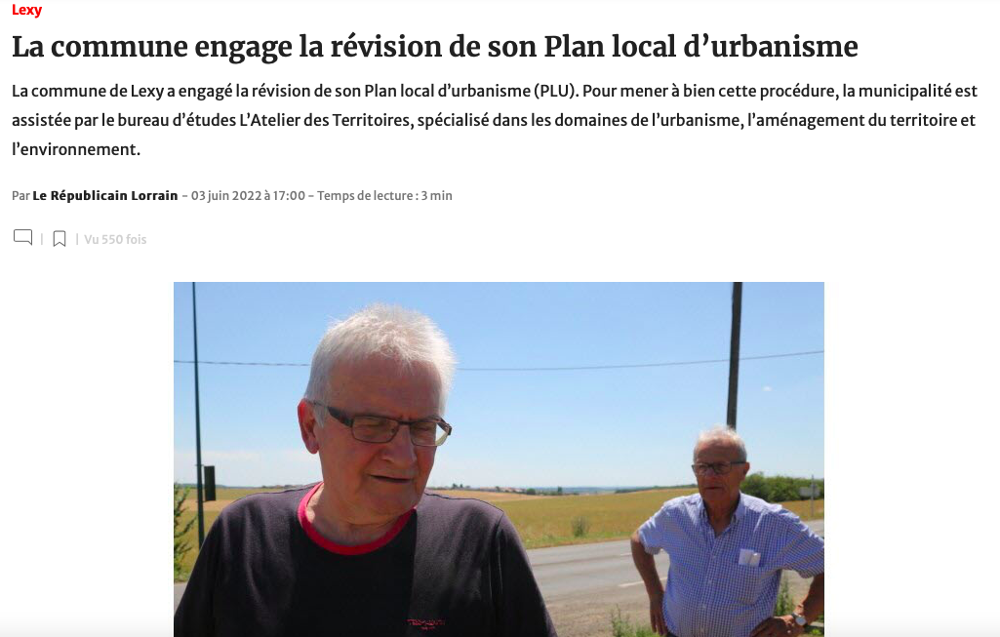 Lexy
La commune engage la révision de son Plan local d’urbanisme
La commune de Lexy a engagé la révision de son Plan local d’urbanisme (PLU). Pour mener à bien cette procédure, la municipalité est
assistée par le bureau d’études L’Atelier des Territoires, spécialisé dans les domaines de l’urbanisme, l’aménagement du territoire et
l’environnement.
Par Le Républicain Lorrain - 03 juin 2022 à 17:00 - Temps de lecture : 3 min
| | Vu 550 fois